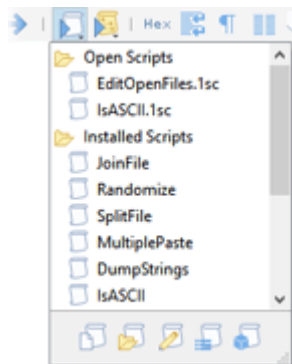 Hex
Open Scripts
EditOpenFiles.1sc
IsASCII.1sc
Installed Scripts
JoinFile
Randomize
SplitFile
MultiplePaste
DumpStrings
IsASCII